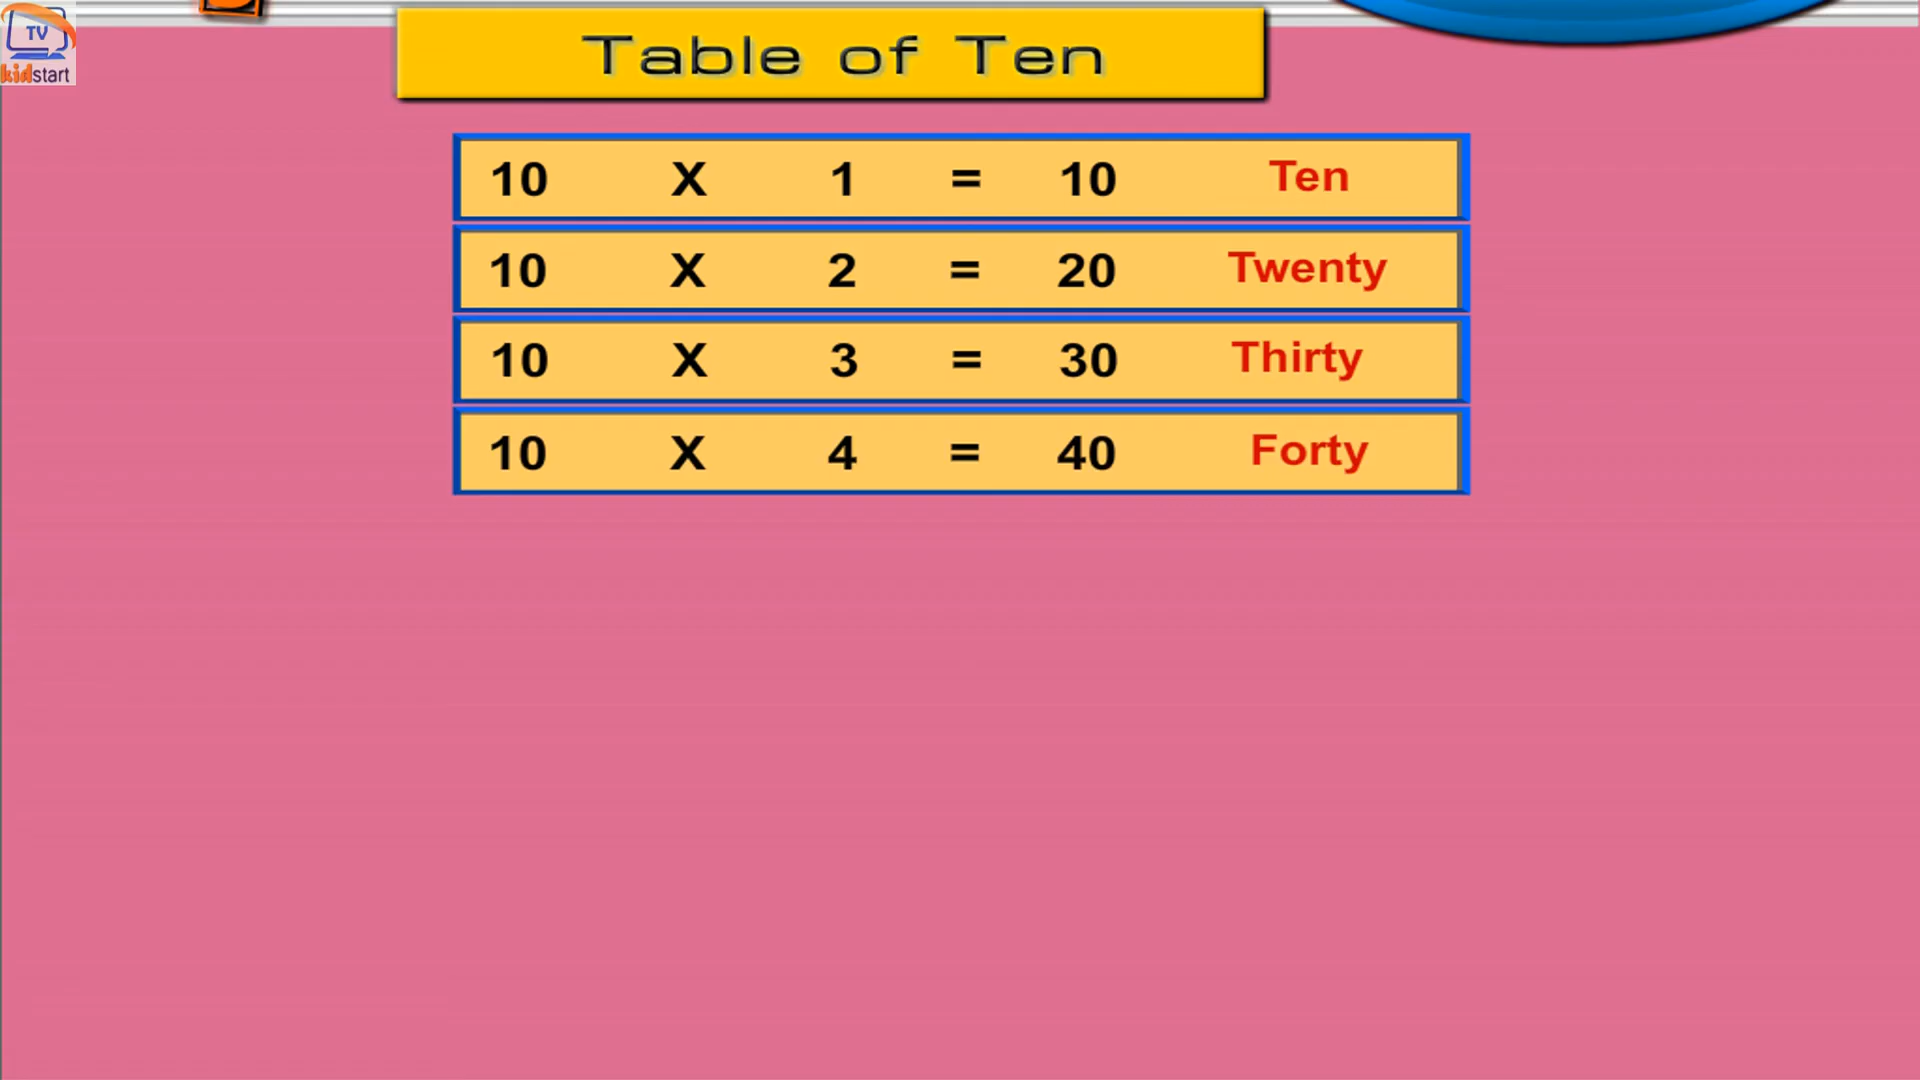 TV
kidstart
Table of Ten
10 X 1 = 10 Ten
10 X 2 = 20 Twenty
10 X 3 = 30 Thirty
10 X 4 = 40 Forty